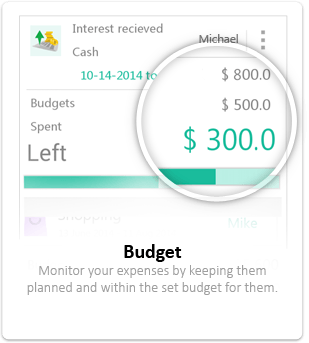 Interest recieved Michael
Cash
10-14-2014 to $ 800.0
Budgets $ 500.0
Spent
Left $ 300.0
Shopping Mike
Budget
Monitor your expenses by keeping them
planned and within the set budget for them.